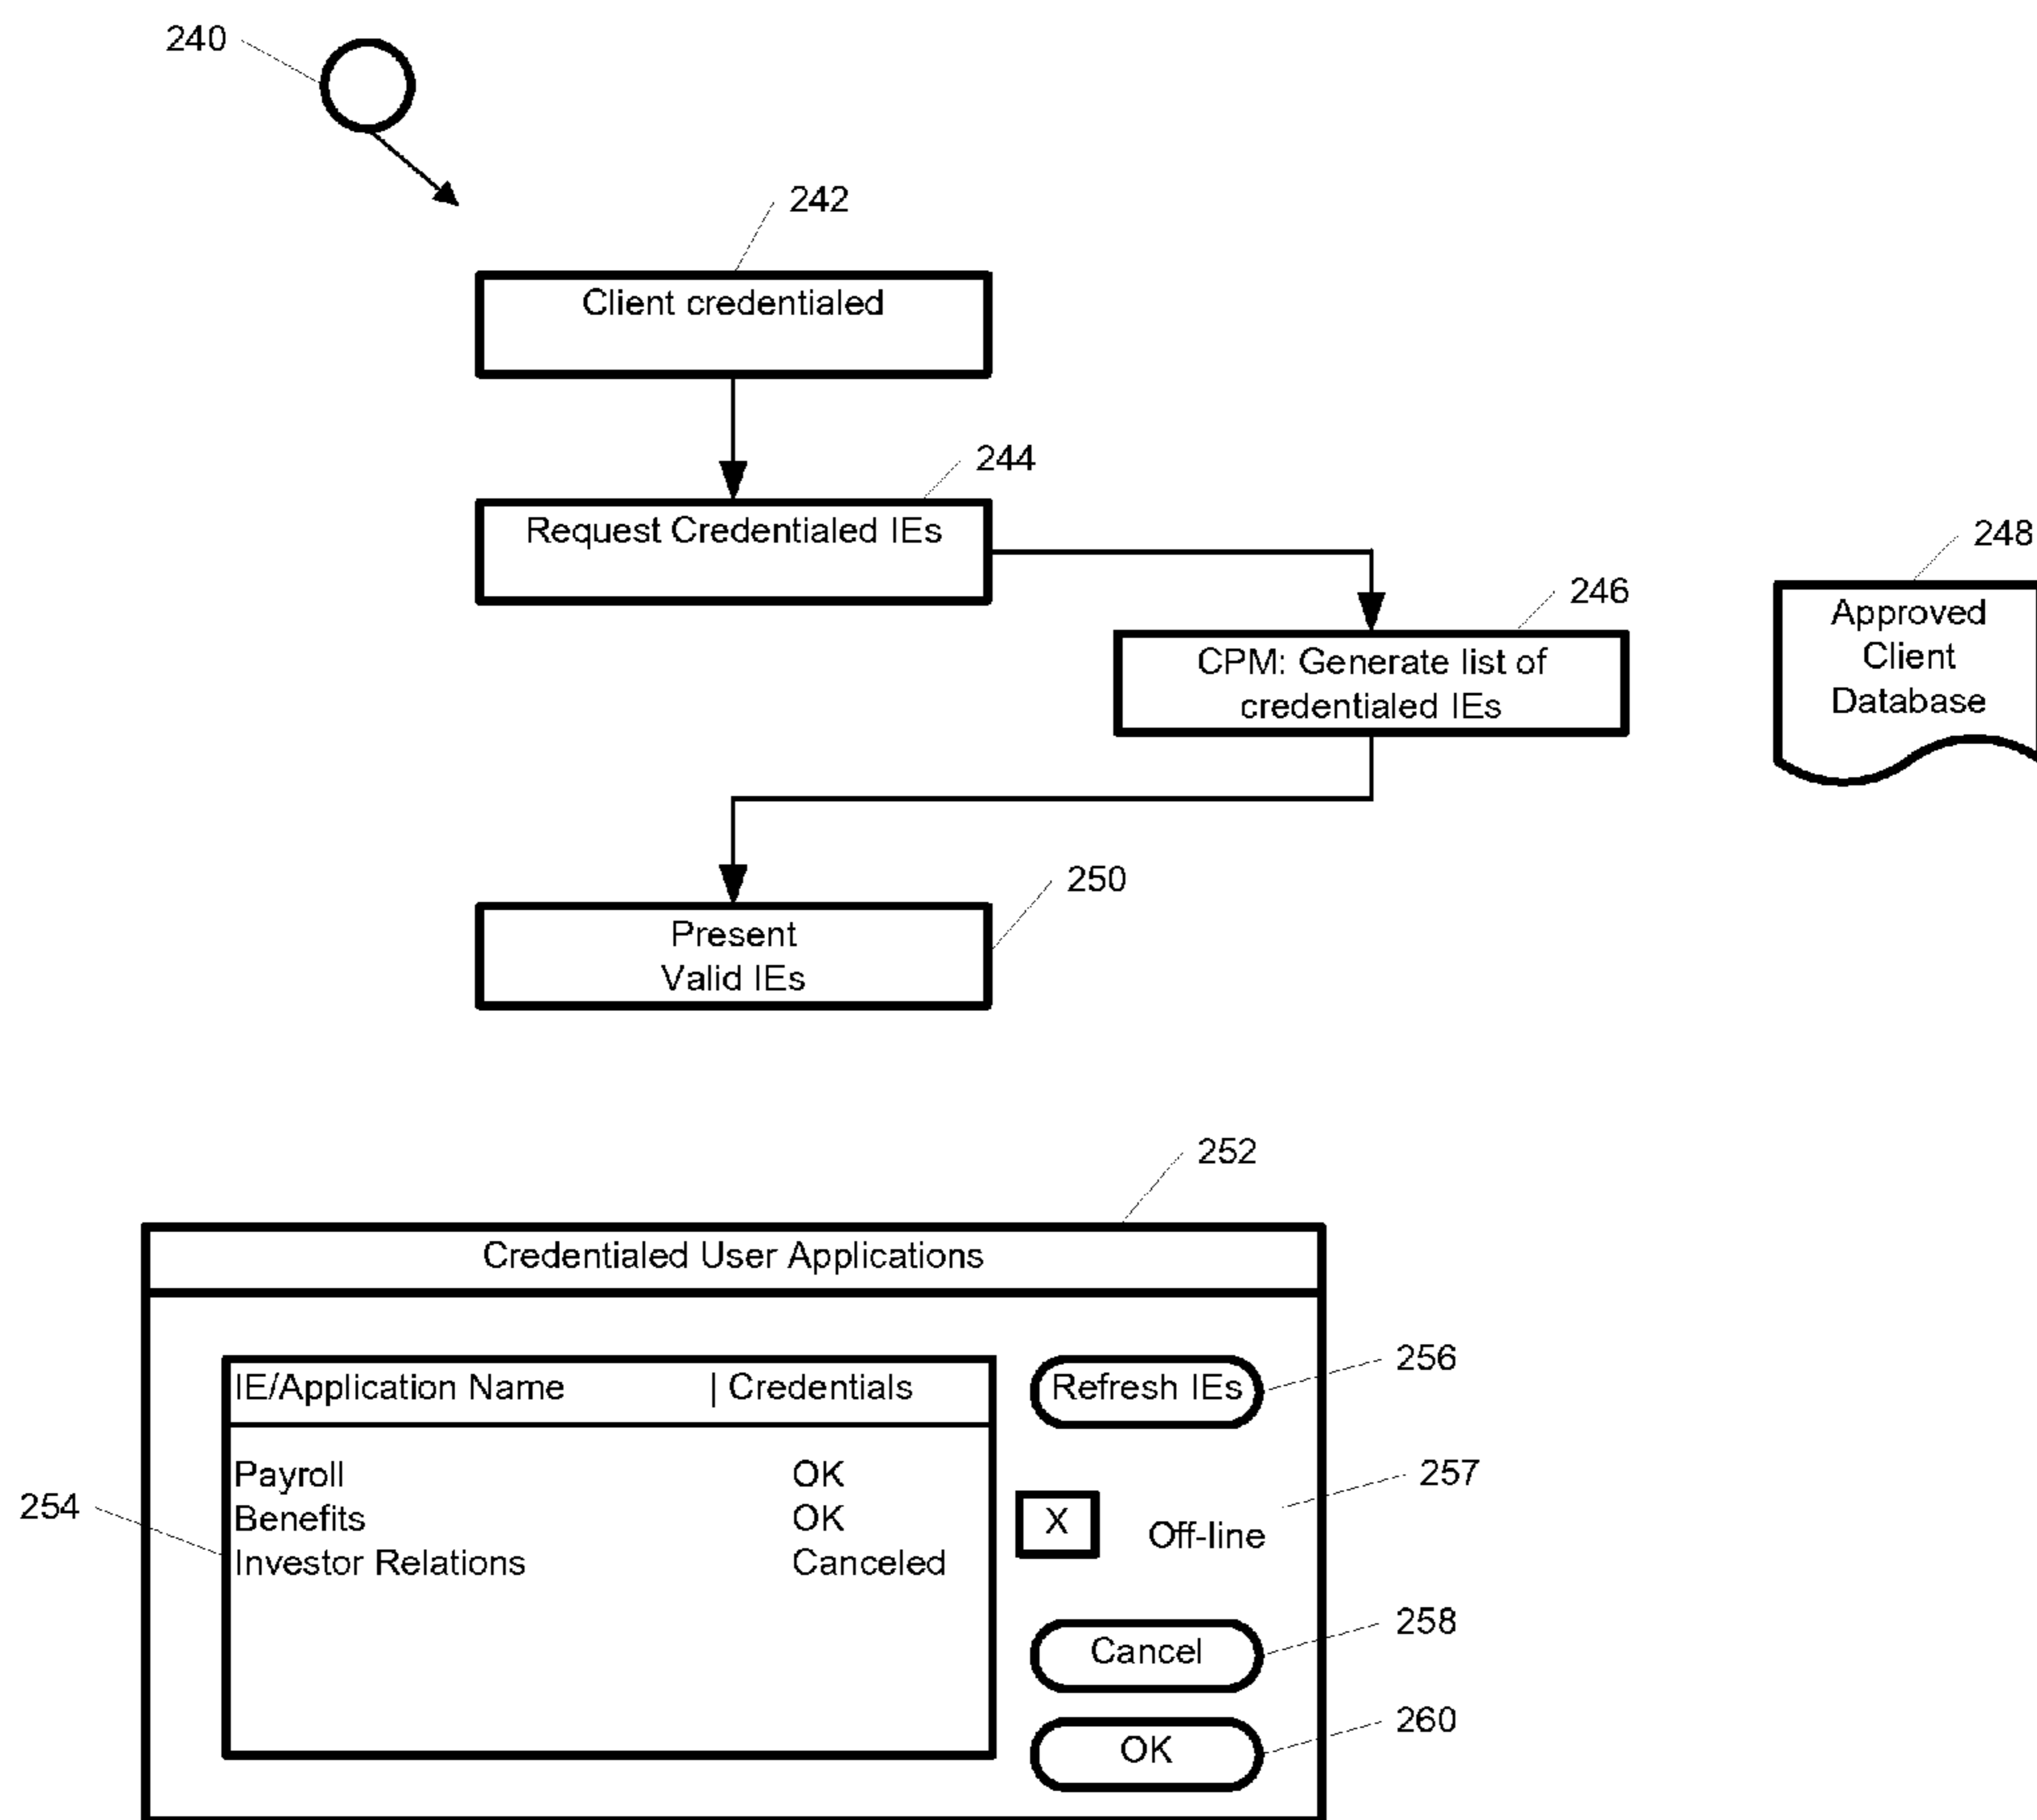 240
242
Client credentialed
244
Request Credentialed IEs
248
246
Approved
Client
Database
CPM: Generate list of
credentialed IEs
250
Present
Valid IEs
252
Credentialed User Applications
IE/Application Name | Credentials
Refresh IEs
256
Payroll OK
Benefits OK
Investor Relations Canceled
254
X
Off-line
257
Cancel
258
OK
260